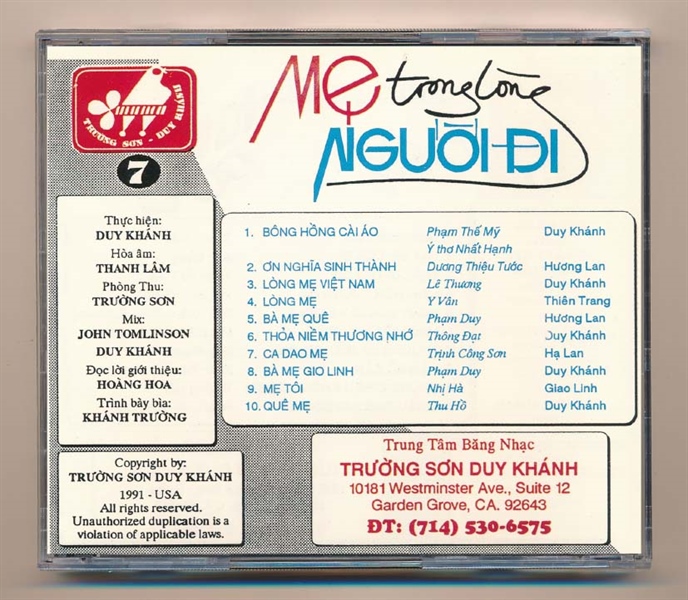 MẸ trong lòng
NGƯỜI ĐI
TRƯỜNG SƠN - DUY KHÁNH
7
Thực hiện:
DUY KHÁNH
Hòa âm:
THANH LÂM
Phòng Thu:
TRƯỜNG SƠN
Mix:
JOHN TOMLINSON
DUY KHÁNH
Đọc lời giới thiệu:
HOÀNG HOA
Trình bày bìa:
KHÁNH TRƯỜNG
1. BÔNG HỒNG CÀI ÁO Phạm Thế Mỹ Duy Khánh
Ý thơ Nhất Hạnh
2. ƠN NGHĨA SINH THÀNH Dương Thiệu Tước Hương Lan
3. LÒNG MẸ VIỆT NAM Lê Thương Duy Khánh
4. LÒNG MẸ Y Vân Thiên Trang
5. BÀ MẸ QUÊ Phạm Duy Hương Lan
6. THỎA NIỀM THƯƠNG NHỚ Thông Đạt Duy Khánh
7. CA DAO MẸ Trịnh Công Sơn Hạ Lan
8. BÀ MẸ GIO LINH Phạm Duy Duy Khánh
9. MẸ TÔI Nhị Hà Giao Linh
10. QUÊ MẸ Thu Hồ Duy Khánh
Copyright by:
TRƯỜNG SƠN DUY KHÁNH
1991 - USA
All rights reserved.
Unauthorized duplication is a
violation of applicable laws.
Trung Tâm Băng Nhạc
TRƯỜNG SƠN DUY KHÁNH
10181 Westminster Ave., Suite 12
Garden Grove, CA. 92643
ĐT: (714) 530-6575